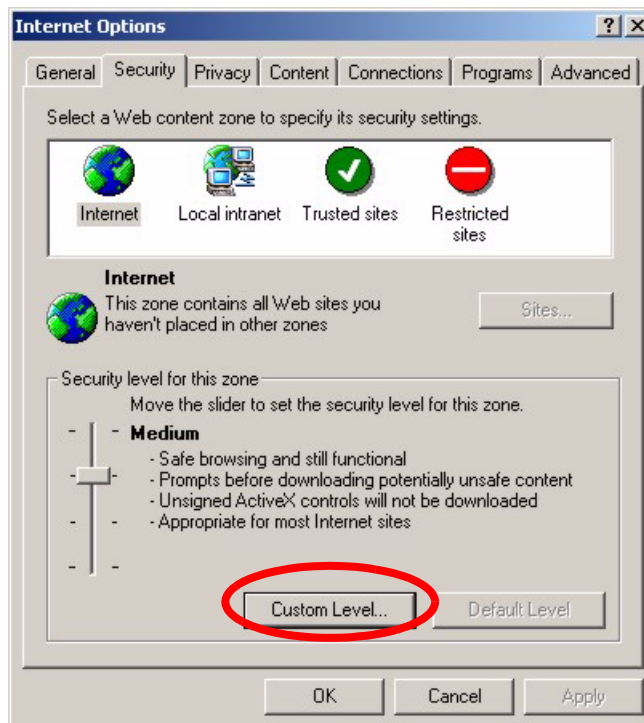 Internet Options
General Security Privacy Content Connections Programs Advanced
Select a Web content zone to specify its security settings.
Internet Local intranet Trusted sites Restricted sites
Internet
This zone contains all Web sites you
haven't placed in other zones
Sites...
Security level for this zone
Move the slider to set the security level for this zone.
Medium
- Safe browsing and still functional
- Prompts before downloading potentially unsafe content
- Unsigned ActiveX controls will not be downloaded
- Appropriate for most Internet sites
Custom Level... Default Level
OK Cancel Apply